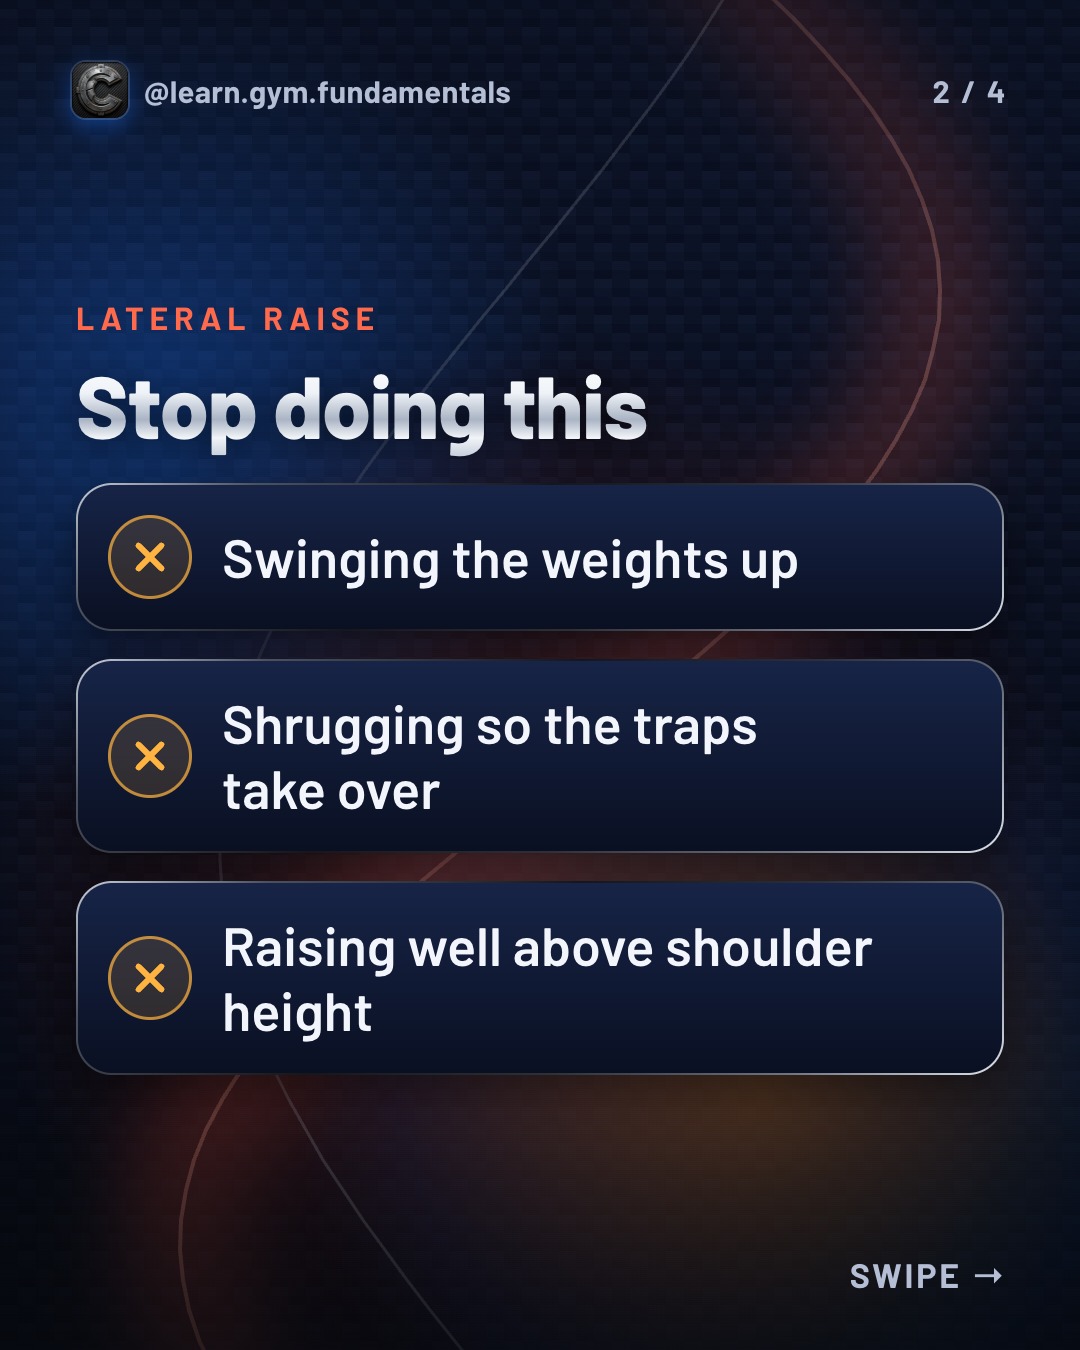 @learn.gym.fundamentals
2 / 4
LATERAL RAISE
Stop doing this
Swinging the weights up
Shrugging so the traps
take over
Raising well above shoulder
height
SWIPE →